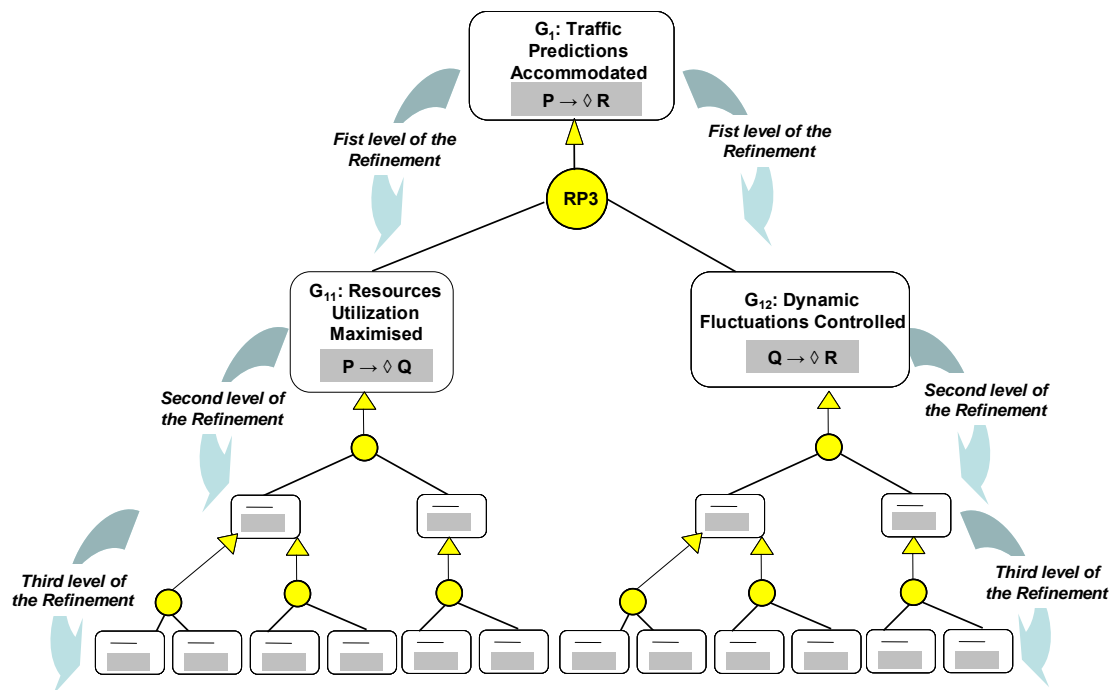 G₁: Traffic
Predictions
Accommodated
P → ◊ R
Fist level of the
Refinement
Fist level of the
Refinement
RP3
G₁₁: Resources
Utilization
Maximised
P → ◊ Q
G₁₂: Dynamic
Fluctuations Controlled
Q → ◊ R
Second level of
the Refinement
Second level of
the Refinement
Third level of
the Refinement
Third level of
the Refinement